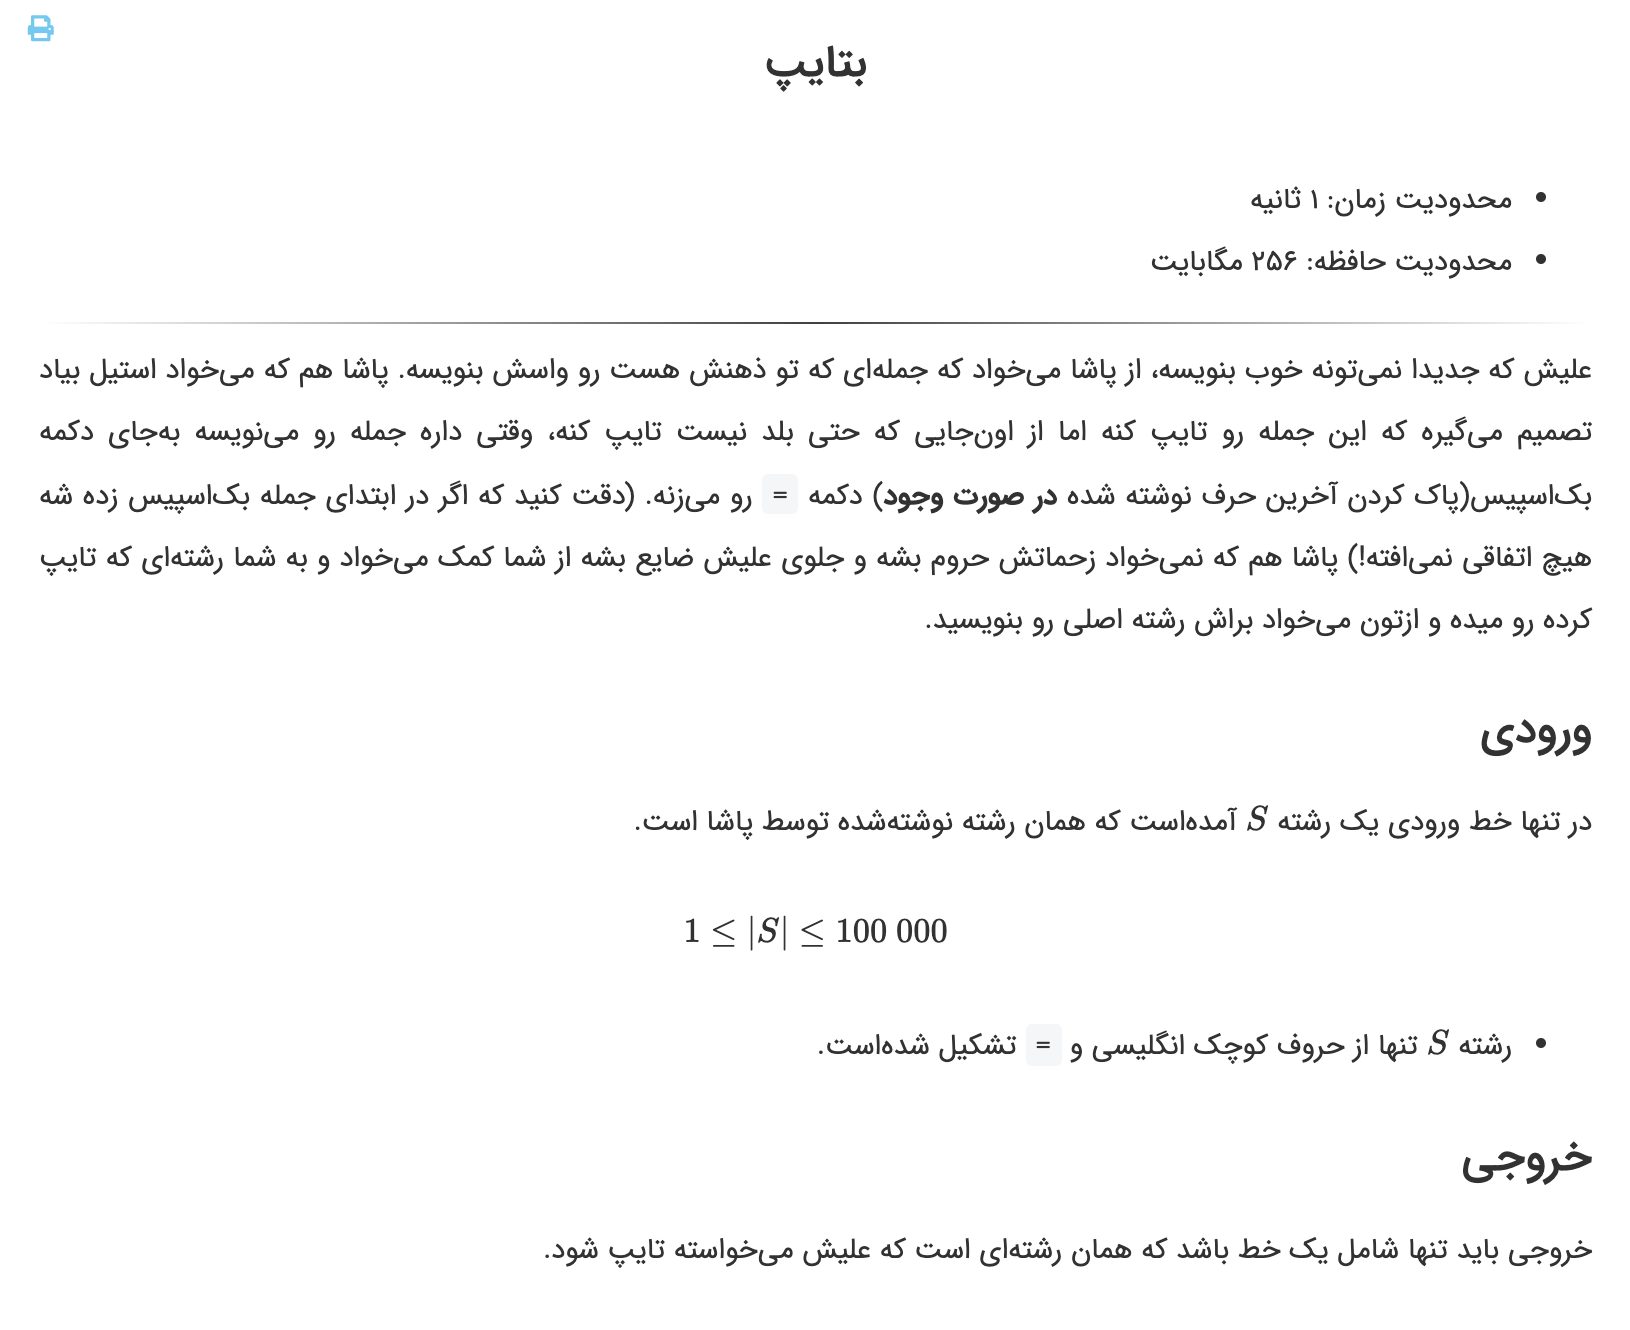 بتایپ
محدودیت زمان: ۱ ثانیه
محدودیت حافظه: ۲۵۶ مگابایت
علیش که جدیدا نمی‌تونه خوب بنویسه، از پاشا می‌خواد که جمله‌ای که تو ذهنش هست رو واسش بنویسه. پاشا هم که می‌خواد استیل بیاد
تصمیم می‌گیره که این جمله رو تایپ کنه اما از اون‌جایی که حتی بلد نیست تایپ کنه، وقتی داره جمله رو می‌نویسه به‌جای دکمه
بک‌اسپیس(پاک کردن آخرین حرف نوشته شده در صورت وجود) دکمه = رو می‌زنه. (دقت کنید که اگر در ابتدای جمله بک‌اسپیس زده شه
هیچ اتفاقی نمی‌افته!) پاشا هم که نمی‌خواد زحماتش حروم بشه و جلوی علیش ضایع بشه از شما کمک می‌خواد و به شما رشته‌ای که تایپ
کرده رو میده و ازتون می‌خواد براش رشته اصلی رو بنویسید.
ورودی
در تنها خط ورودی یک رشته S آمده‌است که همان رشته نوشته‌شده توسط پاشا است.
1 ≤ |S| ≤ 100 000
رشته S تنها از حروف کوچک انگلیسی و = تشکیل شده‌است.
خروجی
خروجی باید تنها شامل یک خط باشد که همان رشته‌ای است که علیش می‌خواسته تایپ شود.